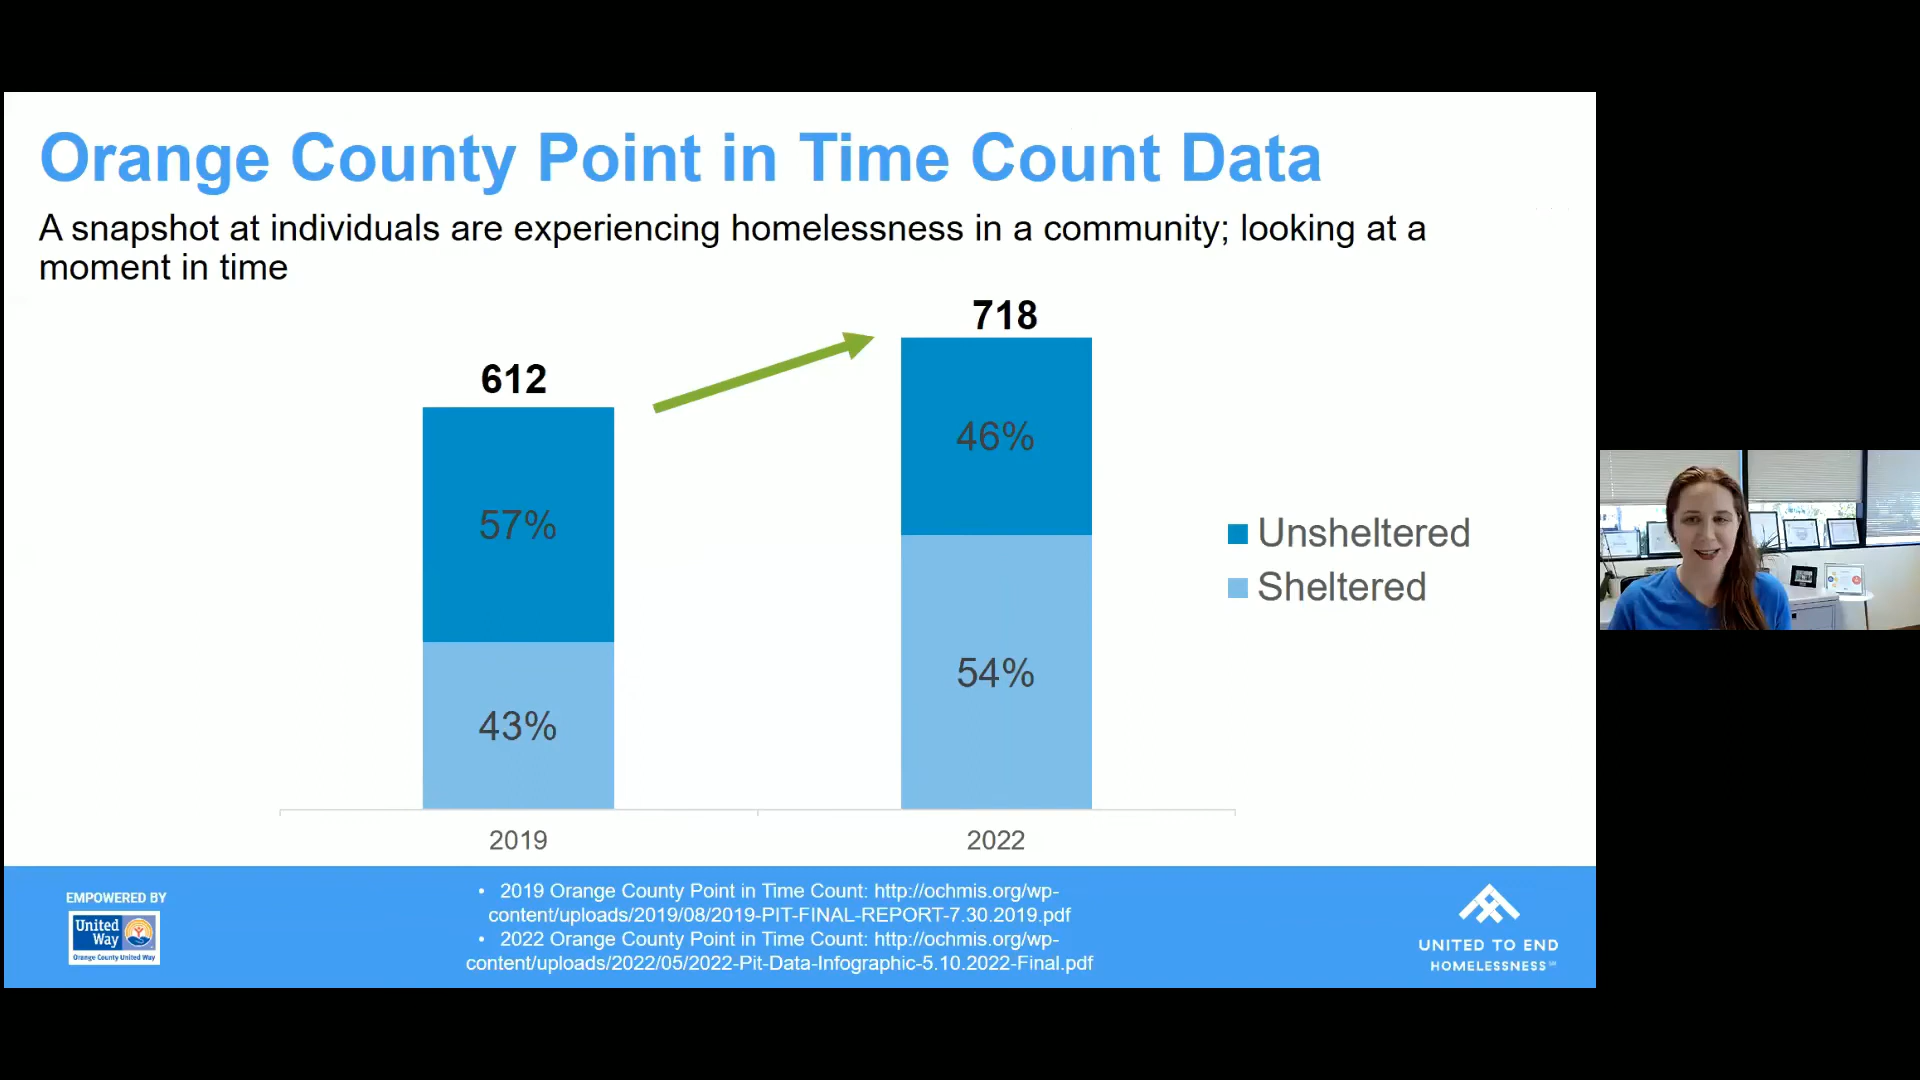 Orange County Point in Time Count Data
A snapshot at individuals are experiencing homelessness in a community; looking at a
moment in time
612
718
57%
46%
43%
54%
Unsheltered
Sheltered
2019
2022
EMPOWERED BY
United
Way
Orange County United Way
• 2019 Orange County Point in Time Count: http://ochmis.org/wp-
content/uploads/2019/08/2019-PIT-FINAL-REPORT-7.30.2019.pdf
• 2022 Orange County Point in Time Count: http://ochmis.org/wp-
content/uploads/2022/05/2022-Pit-Data-Infographic-5.10.2022-Final.pdf
UNITED TO END
HOMELESSNESS℠